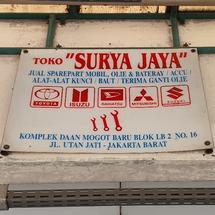 TOKO "SURYA JAYA"
JUAL SPAREPART MOBIL, OLIE & BATERAY / ACCU /
ALAT-ALAT KUNCI / BAUT / TERIMA GANTI OLIE
TOYOTA ISUZU DAIHATSU MITSUBISHI SUZUKI
KOMPLEK DAAN MOGOT BARU BLOK LB 2 NO. 16
JL. UTAN JATI - JAKARTA BARAT